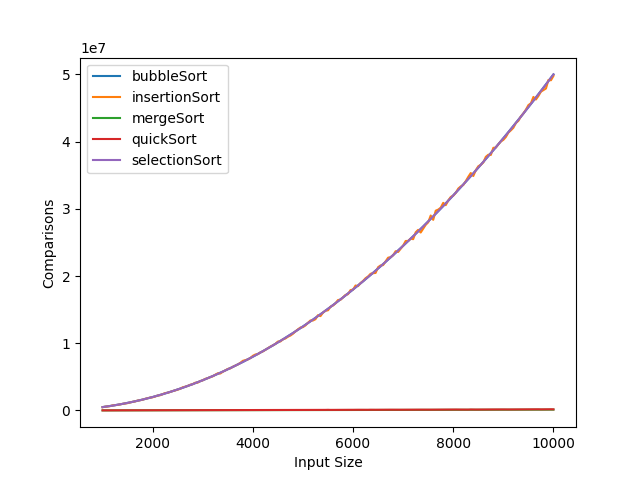 1e7
5
4
3
2
1
0
Comparisons
bubbleSort
insertionSort
mergeSort
quickSort
selectionSort
2000 4000 6000 8000 10000
Input Size